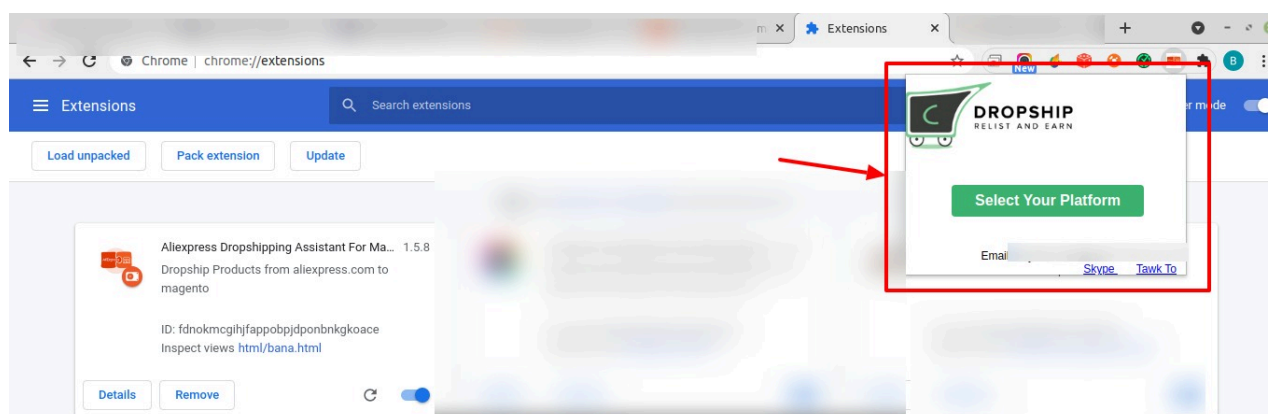 Extensions
Chrome | chrome://extensions
New
B
Extensions
Search extensions
r mode
Load unpacked
Pack extension
Update
C
DROPSHIP
RELIST AND EARN
Select Your Platform
Email
Skype
Tawk To
Aliexpress Dropshipping Assistant For Ma... 1.5.8
Dropship Products from aliexpress.com to
magento
ID: fdnokmcgihjfappobpjdponbnkgkoace
Inspect views html/bana.html
Details
Remove